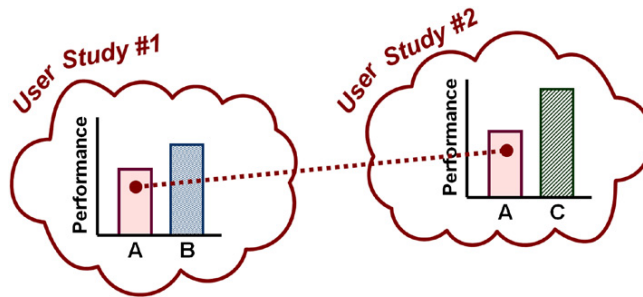 User Study #1
Performance
A B
User Study #2
Performance
A C